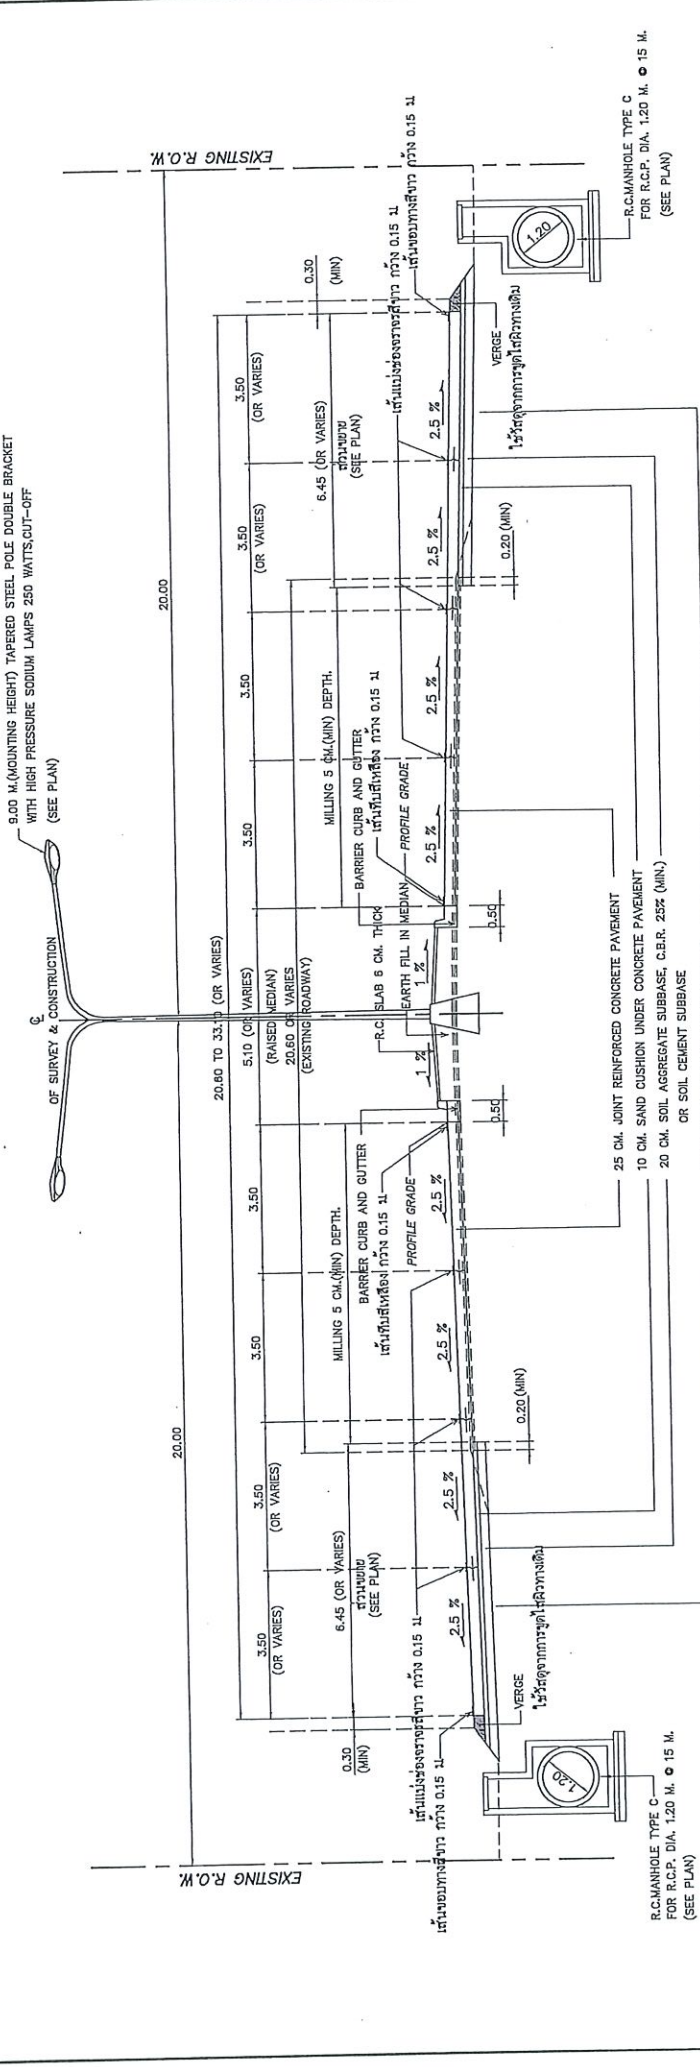 9.00 M.(MOUNTING HEIGHT) TAPERED STEEL POLE DOUBLE BRACKET
WITH HIGH PRESSURE SODIUM LAMPS 250 WATTS,CUT-OFF
(SEE PLAN)
℄
OF SURVEY & CONSTRUCTION
EXISTING R.O.W.
EXISTING R.O.W.
20.00
20.00
20.60 TO 33.10 (OR VARIES)
5.10 (OR VARIES)
(RAISED MEDIAN)
20.60 OR VARIES
(EXISTING ROADWAY)
3.50
(OR VARIES)
3.50
(OR VARIES)
3.50
3.50
3.50
3.50
3.50
(OR VARIES)
3.50
(OR VARIES)
0.30
(MIN)
6.45 (OR VARIES)
ส่วนขยาย
(SEE PLAN)
MILLING 5 CM.(MIN) DEPTH.
MILLING 5 CM.(MIN) DEPTH.
6.45 (OR VARIES)
ส่วนขยาย
(SEE PLAN)
0.30
(MIN)
เส้นแบ่งช่องจราจรสีขาว กว้าง 0.15 ม
เส้นขอบทางสีขาว กว้าง 0.15 ม
BARRIER CURB AND GUTTER
เส้นทึบสีเหลือง กว้าง 0.15 ม
PROFILE GRADE
R.C. SLAB 6 CM. THICK
EARTH FILL IN MEDIAN
BARRIER CURB AND GUTTER
เส้นทึบสีเหลือง กว้าง 0.15 ม
PROFILE GRADE
เส้นแบ่งช่องจราจรสีขาว กว้าง 0.15 ม
เส้นขอบทางสีขาว กว้าง 0.15 ม
2.5 %
2.5 %
2.5 %
2.5 %
1 %
1 %
2.5 %
2.5 %
2.5 %
2.5 %
0.20 (MIN)
0.50
0.50
0.20 (MIN)
VERGE
ใช้วัสดุจากการขูดไสผิวทางเดิม
VERGE
ใช้วัสดุจากการขูดไสผิวทางเดิม
1.20
1.20
R.C.MANHOLE TYPE C
FOR R.C.P. DIA. 1.20 M. @ 15 M.
(SEE PLAN)
25 CM. JOINT REINFORCED CONCRETE PAVEMENT
10 CM. SAND CUSHION UNDER CONCRETE PAVEMENT
20 CM. SOIL AGGREGATE SUBBASE, C.B.R. 25% (MIN.)
OR SOIL CEMENT SUBBASE
R.C.MANHOLE TYPE C
FOR R.C.P. DIA. 1.20 M. @ 15 M.
(SEE PLAN)